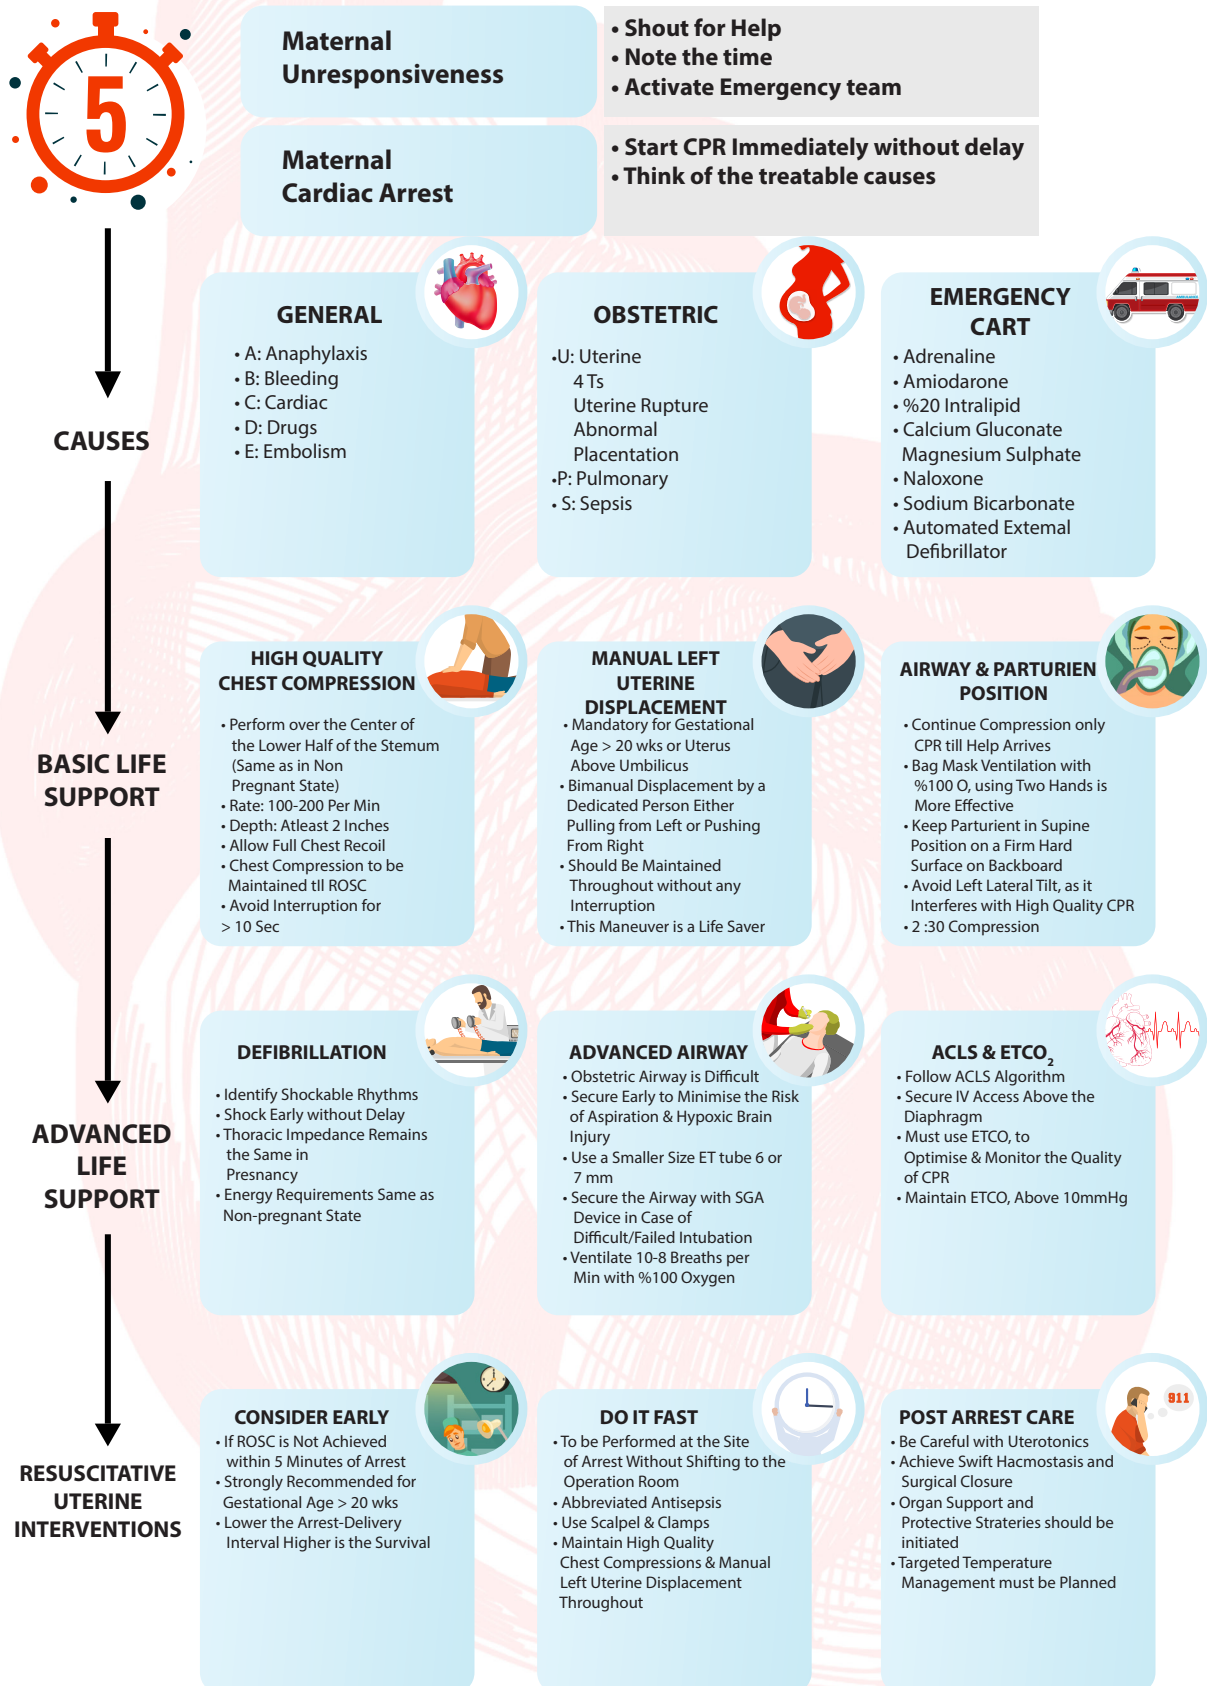 5
Maternal
Unresponsiveness
• Shout for Help
• Note the time
• Activate Emergency team
Maternal
Cardiac Arrest
• Start CPR Immediately without delay
• Think of the treatable causes
CAUSES
GENERAL
• A: Anaphylaxis
• B: Bleeding
• C: Cardiac
• D: Drugs
• E: Embolism
OBSTETRIC
•U: Uterine
4 Ts
Uterine Rupture
Abnormal
Placentation
•P: Pulmonary
• S: Sepsis
EMERGENCY
CART
• Adrenaline
• Amiodarone
• %20 Intralipid
• Calcium Gluconate
Magnesium Sulphate
• Naloxone
• Sodium Bicarbonate
• Automated Extemal
Defibrillator
BASIC LIFE
SUPPORT
HIGH QUALITY
CHEST COMPRESSION
• Perform over the Center of
the Lower Half of the Stemum
(Same as in Non
Pregnant State)
• Rate: 100-200 Per Min
• Depth: Atleast 2 Inches
• Allow Full Chest Recoil
• Chest Compression to be
Maintained tIl ROSC
• Avoid Interruption for
> 10 Sec
MANUAL LEFT
UTERINE
DISPLACEMENT
• Mandatory for Gestational
Age > 20 wks or Uterus
Above Umbilicus
• Bimanual Displacement by a
Dedicated Person Either
Pulling from Left or Pushing
From Right
• Should Be Maintained
Throughout without any
Interruption
• This Maneuver is a Life Saver
AIRWAY & PARTURIEN
POSITION
• Continue Compression only
CPR till Help Arrives
• Bag Mask Ventilation with
%100 O, using Two Hands is
More Effective
• Keep Parturient in Supine
Position on a Firm Hard
Surface on Backboard
• Avoid Left Lateral Tilt, as it
Interferes with High Quality CPR
• 2 :30 Compression
ADVANCED
LIFE
SUPPORT
DEFIBRILLATION
• Identify Shockable Rhythms
• Shock Early without Delay
• Thoracic Impedance Remains
the Same in
Presnancy
• Energy Requirements Same as
Non-pregnant State
ADVANCED AIRWAY
• Obstetric Airway is Difficult
• Secure Early to Minimise the Risk
of Aspiration & Hypoxic Brain
Injury
• Use a Smaller Size ET tube 6 or
7 mm
• Secure the Airway with SGA
Device in Case of
Difficult/Failed Intubation
• Ventilate 10-8 Breaths per
Min with %100 Oxygen
ACLS & ETCO2
• Follow ACLS Algorithm
• Secure IV Access Above the
Diaphragm
• Must use ETCO, to
Optimise & Monitor the Quality
of CPR
• Maintain ETCO, Above 10mmHg
RESUSCITATIVE
UTERINE
INTERVENTIONS
CONSIDER EARLY
• If ROSC is Not Achieved
within 5 Minutes of Arrest
• Strongly Recommended for
Gestational Age > 20 wks
• Lower the Arrest-Delivery
Interval Higher is the Survival
DO IT FAST
• To be Performed at the Site
of Arrest Without Shifting to the
Operation Room
• Abbreviated Antisepsis
• Use Scalpel & Clamps
• Maintain High Quality
Chest Compressions & Manual
Left Uterine Displacement
Throughout
911
POST ARREST CARE
• Be Careful with Uterotonics
• Achieve Swift Hacmostasis and
Surgical Closure
• Organ Support and
Protective Strateries should be
initiated
• Targeted Temperature
Management must be Planned